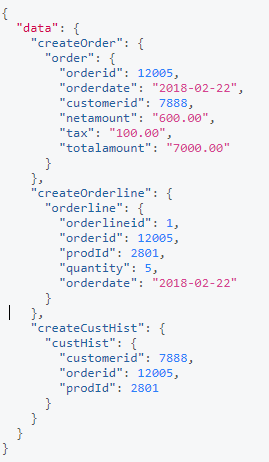 {
  "data": {
    "createOrder": {
      "order": {
        "orderid": 12005,
        "orderdate": "2018-02-22",
        "customerid": 7888,
        "netamount": "600.00",
        "tax": "100.00",
        "totalamount": "7000.00"
      }
    },
    "createOrderline": {
      "orderline": {
        "orderlineid": 1,
        "orderid": 12005,
        "prodId": 2801,
        "quantity": 5,
        "orderdate": "2018-02-22"
      }
    },
    "createCustHist": {
      "custHist": {
        "customerid": 7888,
        "orderid": 12005,
        "prodId": 2801
      }
    }
  }
}